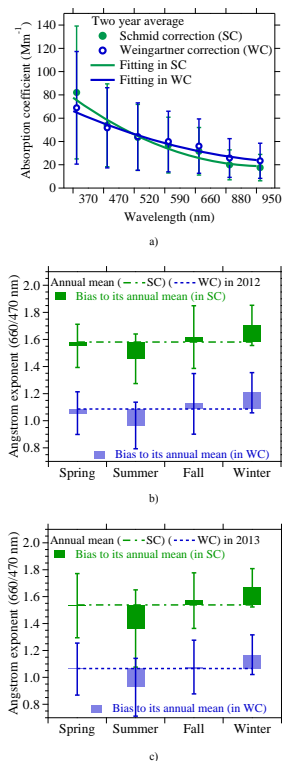 Two year average
Schmid correction (SC)
Weingartner correction (WC)
Fitting in SC
Fitting in WC
Absorption coefficient (Mm⁻¹)
140
120
100
80
60
40
20
0
370 470 520 590 660 880 950
Wavelength (nm)
a)
Annual mean ( SC) ( WC) in 2012
Bias to its annual mean (in SC)
Angstrom exponent (660/470 nm)
2.0
1.8
1.6
1.4
1.2
1.0
0.8
Bias to its annual mean (in WC)
Spring Summer Fall Winter
b)
Annual mean ( SC) ( WC) in 2013
Bias to its annual mean (in SC)
Angstrom exponent (660/470 nm)
2.0
1.8
1.6
1.4
1.2
1.0
0.8
Bias to its annual mean (in WC)
Spring Summer Fall Winter
c)